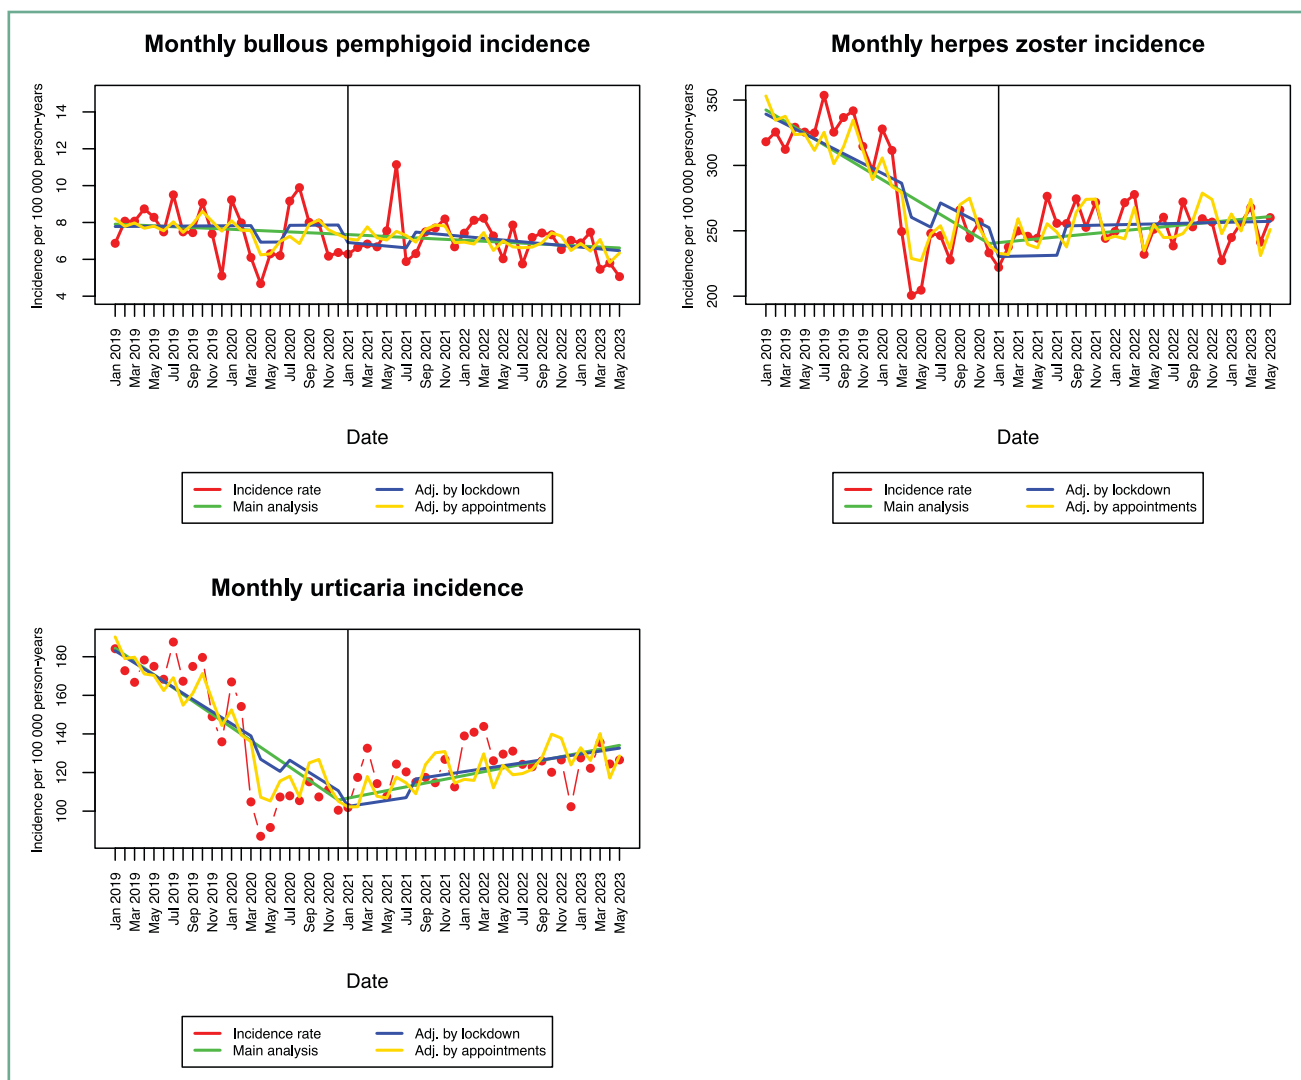 Monthly bullous pemphigoid incidence
Incidence per 100 000 person-years
14
12
10
8
6
4
Jan 2019
Mar 2019
May 2019
Jul 2019
Sep 2019
Nov 2019
Jan 2020
Mar 2020
May 2020
Jul 2020
Sep 2020
Nov 2020
Jan 2021
Mar 2021
May 2021
Jul 2021
Sep 2021
Nov 2021
Jan 2022
Mar 2022
May 2022
Jul 2022
Sep 2022
Nov 2022
Jan 2023
Mar 2023
May 2023
Date
Incidence rate
Main analysis
Adj. by lockdown
Adj. by appointments
Monthly herpes zoster incidence
Incidence per 100 000 person-years
350
300
250
200
Jan 2019
Mar 2019
May 2019
Jul 2019
Sep 2019
Nov 2019
Jan 2020
Mar 2020
May 2020
Jul 2020
Sep 2020
Nov 2020
Jan 2021
Mar 2021
May 2021
Jul 2021
Sep 2021
Nov 2021
Jan 2022
Mar 2022
May 2022
Jul 2022
Sep 2022
Nov 2022
Jan 2023
Mar 2023
May 2023
Date
Incidence rate
Main analysis
Adj. by lockdown
Adj. by appointments
Monthly urticaria incidence
Incidence per 100 000 person-years
180
160
140
120
100
Jan 2019
Mar 2019
May 2019
Jul 2019
Sep 2019
Nov 2019
Jan 2020
Mar 2020
May 2020
Jul 2020
Sep 2020
Nov 2020
Jan 2021
Mar 2021
May 2021
Jul 2021
Sep 2021
Nov 2021
Jan 2022
Mar 2022
May 2022
Jul 2022
Sep 2022
Nov 2022
Jan 2023
Mar 2023
May 2023
Date
Incidence rate
Main analysis
Adj. by lockdown
Adj. by appointments